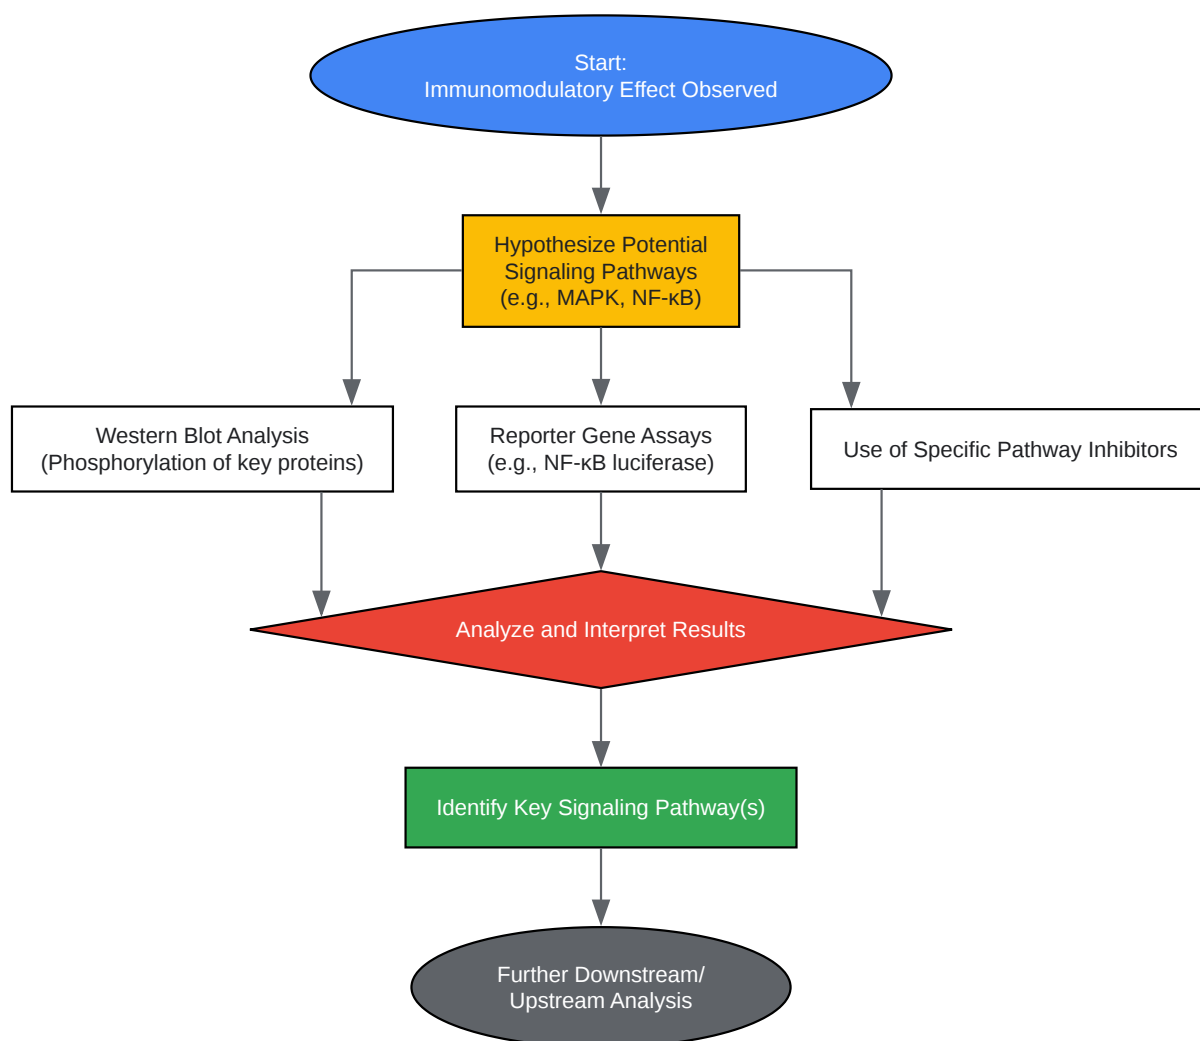 Start:
Immunomodulatory Effect Observed
Hypothesize Potential
Signaling Pathways
(e.g., MAPK, NF-κB)
Western Blot Analysis
(Phosphorylation of key proteins)
Reporter Gene Assays
(e.g., NF-κB luciferase)
Use of Specific Pathway Inhibitors
Analyze and Interpret Results
Identify Key Signaling Pathway(s)
Further Downstream/
Upstream Analysis